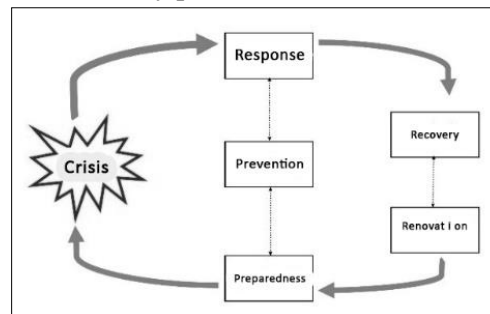 Response
Recovery
Crisis
Prevention
Renovat i on
Preparedness